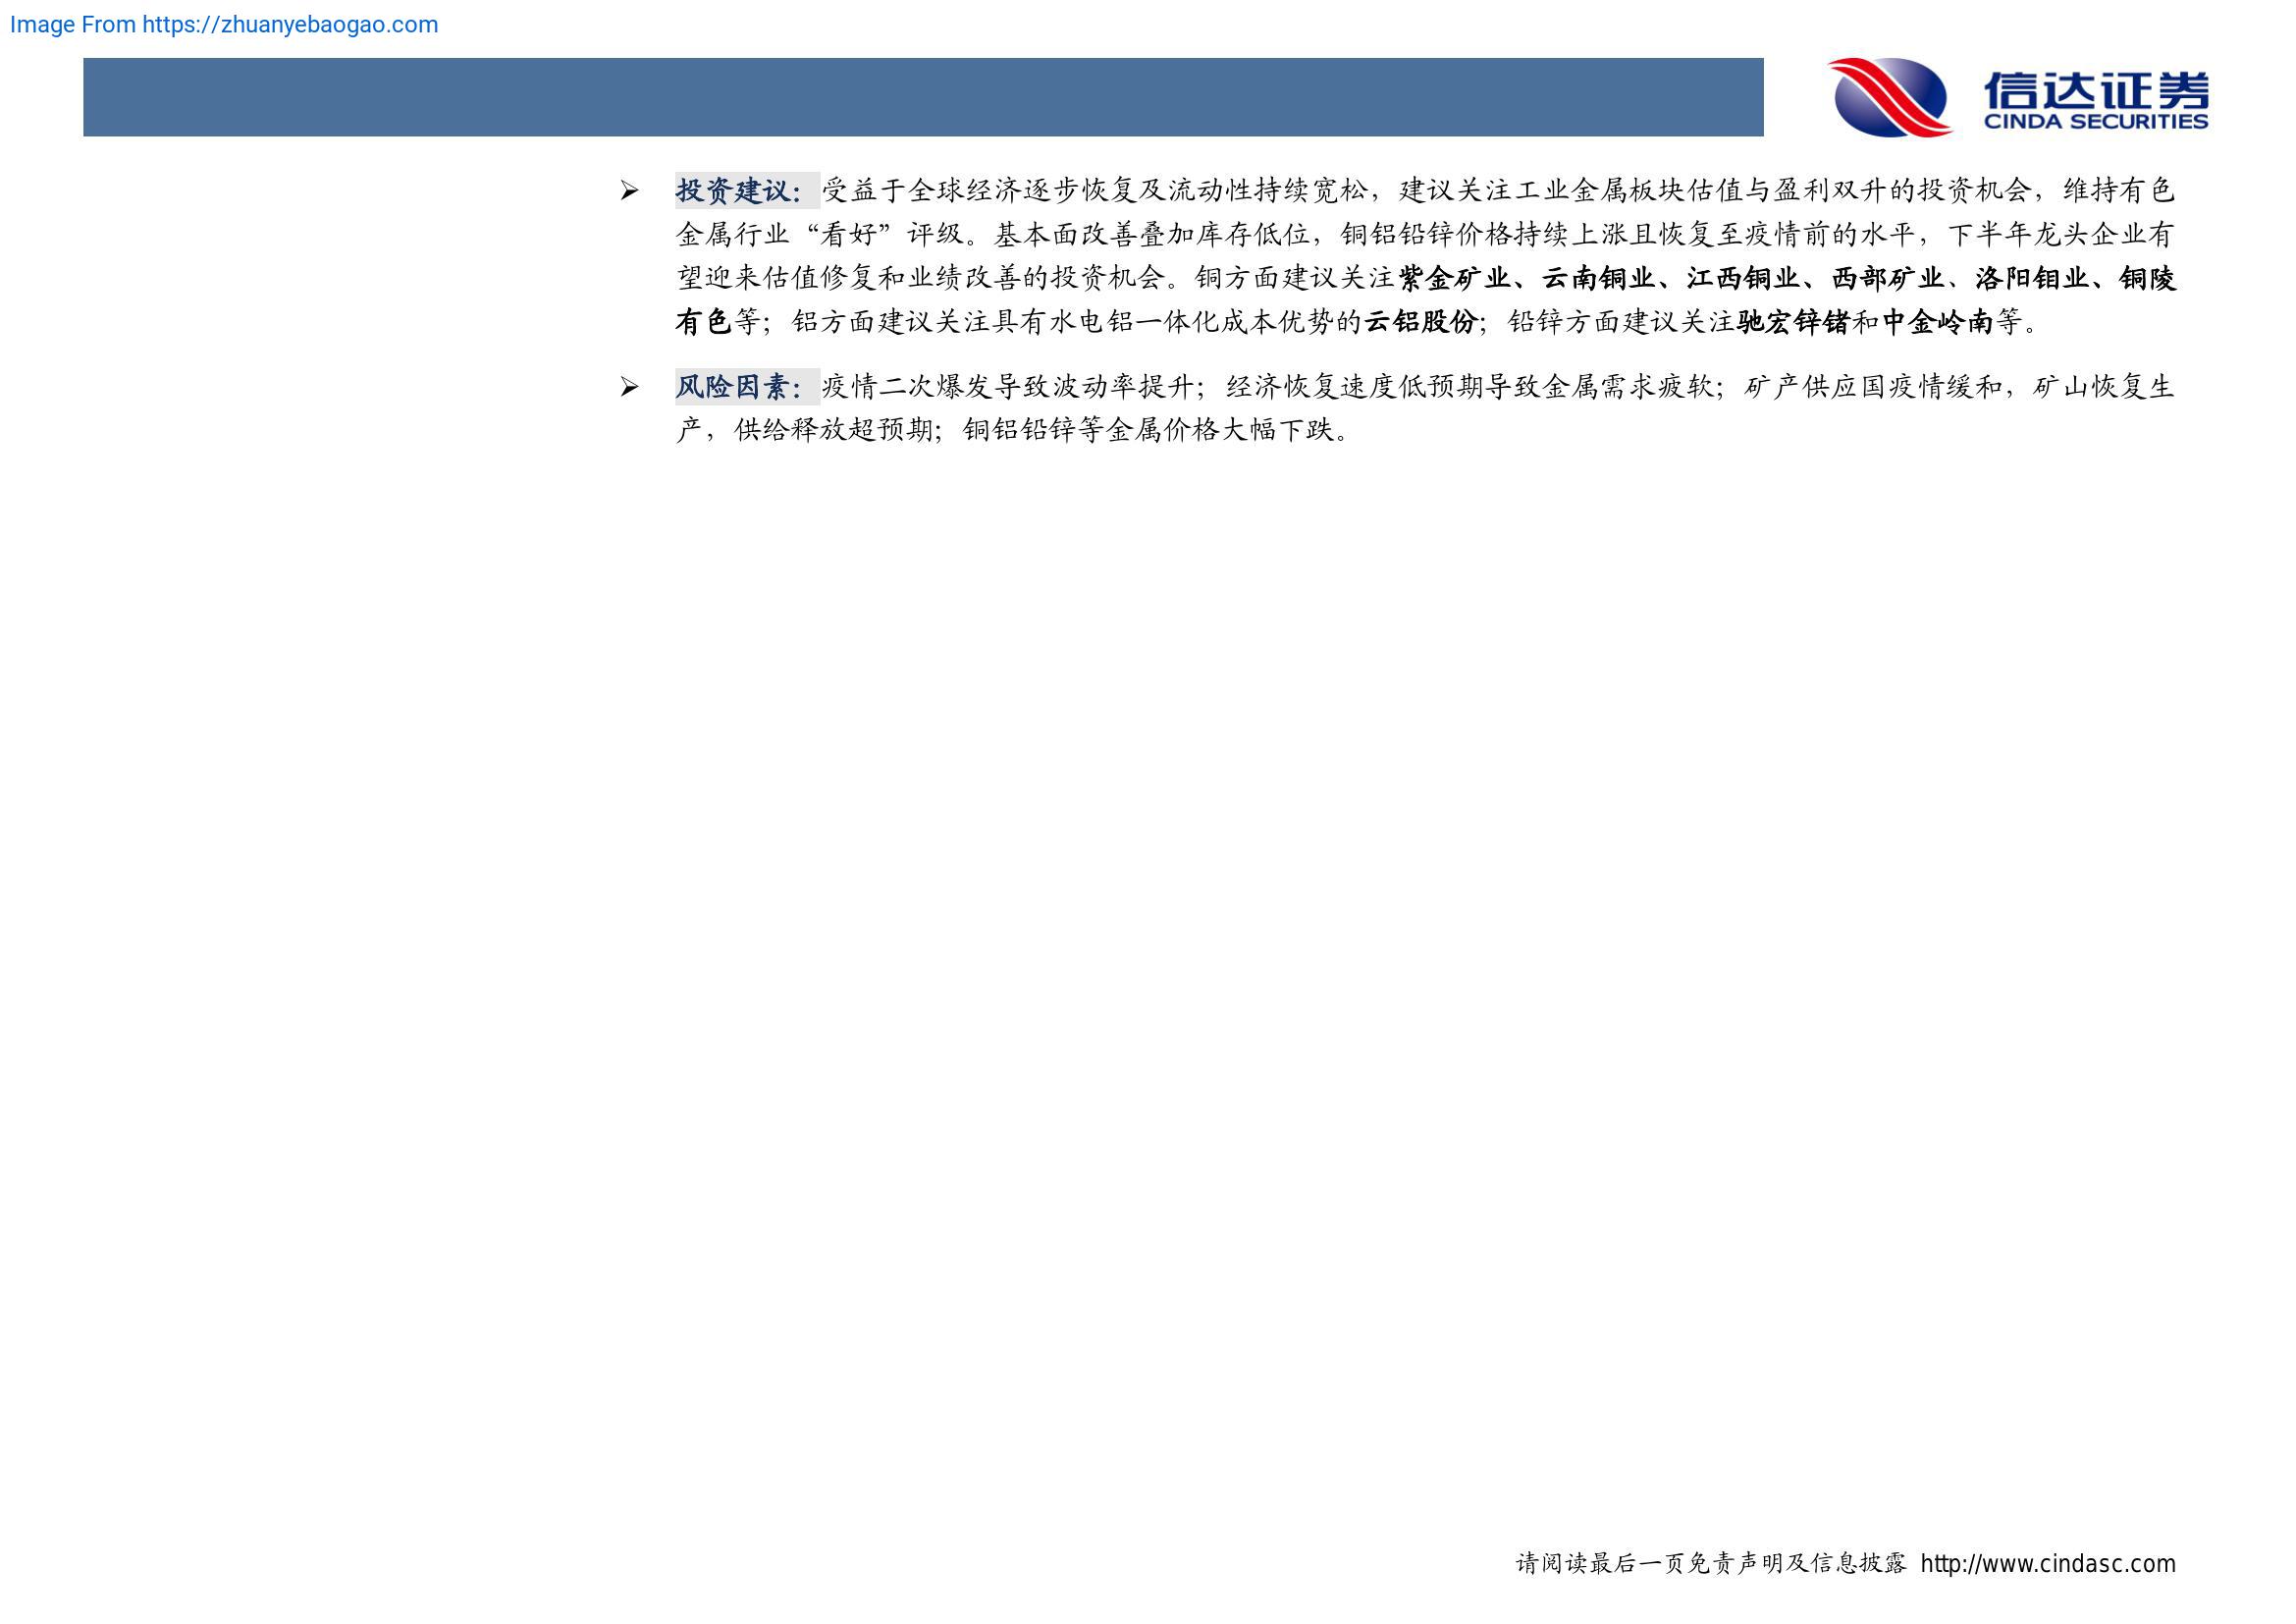 Image From https://zhuanyebaogao.com
信达证券
CINDA SECURITIES
投资建议：受益于全球经济逐步恢复及流动性持续宽松，建议关注工业金属板块估值与盈利双升的投资机会，维持有色
金属行业“看好”评级。基本面改善叠加库存低位，铜铝铅锌价格持续上涨且恢复至疫情前的水平，下半年龙头企业有
望迎来估值修复和业绩改善的投资机会。铜方面建议关注紫金矿业、云南铜业、江西铜业、西部矿业、洛阳钼业、铜陵
有色等；铝方面建议关注具有水电铝一体化成本优势的云铝股份；铅锌方面建议关注驰宏锌锗和中金岭南等。
风险因素：疫情二次爆发导致波动率提升；经济恢复速度低预期导致金属需求疲软；矿产供应国疫情缓和，矿山恢复生
产，供给释放超预期；铜铝铅锌等金属价格大幅下跌。
请阅读最后一页免责声明及信息披露 http://www.cindasc.com